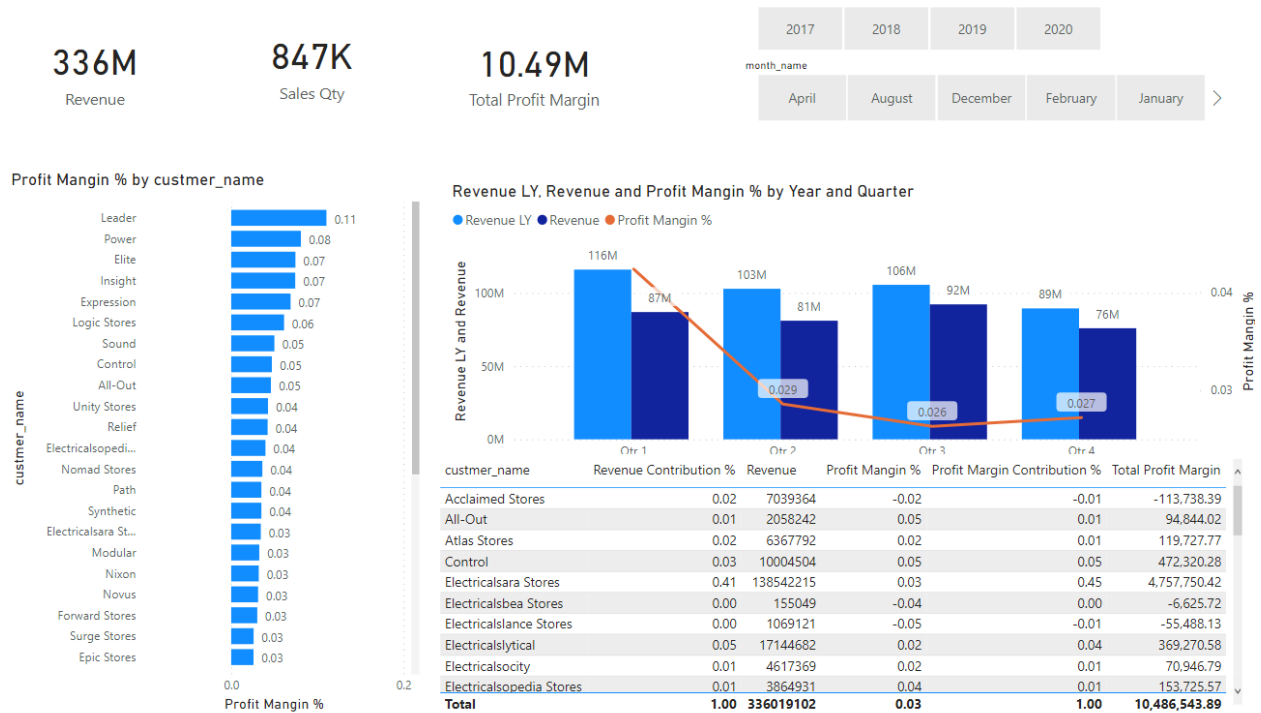 336M
Revenue
847K
Sales Qty
10.49M
Total Profit Margin
2017 2018 2019 2020
month_name
April August December February January
Profit Mangin % by custmer_name
custmer_name
Leader 0.11
Power 0.08
Elite 0.07
Insight 0.07
Expression 0.07
Logic Stores 0.06
Sound 0.05
Control 0.05
All-Out 0.05
Unity Stores 0.04
Relief 0.04
Electricalsopedi... 0.04
Nomad Stores 0.04
Path 0.04
Synthetic 0.04
Electricalsara St... 0.03
Modular 0.03
Nixon 0.03
Novus 0.03
Forward Stores 0.03
Surge Stores 0.03
Epic Stores 0.03
0.0 0.2
Profit Mangin %
Revenue LY, Revenue and Profit Mangin % by Year and Quarter
Revenue LY Revenue Profit Mangin %
Revenue LY and Revenue
100M
50M
0M
116M 87M 103M 81M 106M 92M 89M 76M
0.029 0.026 0.027
0.04
0.03
Profit Mangin %
Qtr 1 Qtr 2 Qtr 3 Qtr 4
custmer_name Revenue Contribution % Revenue Profit Mangin % Profit Margin Contribution % Total Profit Margin
Acclaimed Stores 0.02 7039364 -0.02 -0.01 -113,738.39
All-Out 0.01 2058242 0.05 0.01 94,844.02
Atlas Stores 0.02 6367792 0.02 0.01 119,727.77
Control 0.03 10004504 0.05 0.05 472,320.28
Electricalsara Stores 0.41 138542215 0.03 0.45 4,757,750.42
Electricalsbea Stores 0.00 155049 -0.04 0.00 -6,625.72
Electricalslance Stores 0.00 1069121 -0.05 -0.01 -55,488.13
Electricalslytical 0.05 17144682 0.02 0.04 369,270.58
Electricalsocity 0.01 4617369 0.02 0.01 70,946.79
Electricalsopedia Stores 0.01 3864931 0.04 0.01 153,725.57
Total 1.00 336019102 0.03 1.00 10,486,543.89